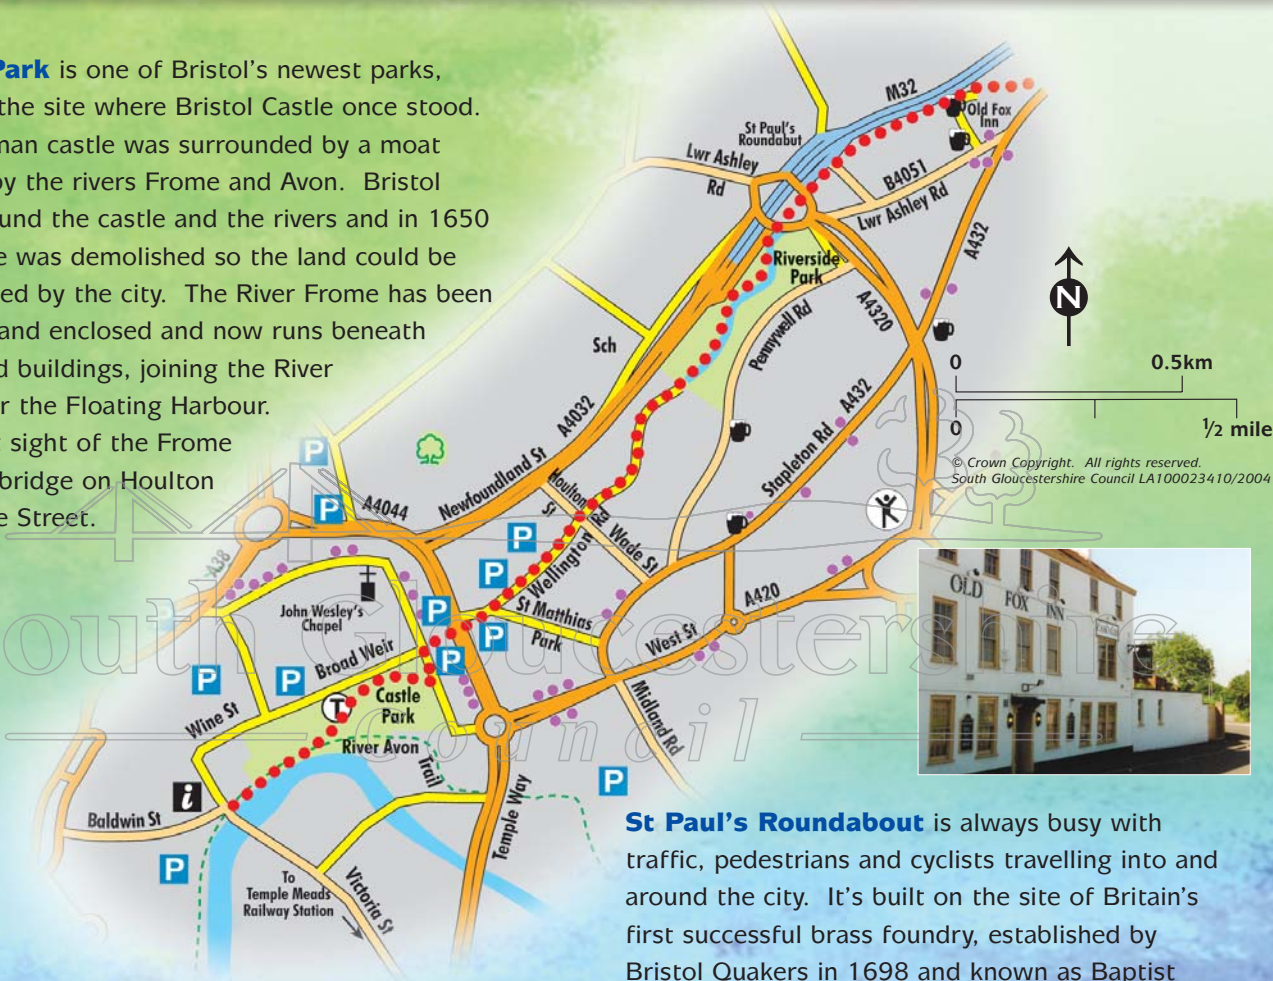 Park is one of Bristol's newest parks,
the site where Bristol Castle once stood.
man castle was surrounded by a moat
by the rivers Frome and Avon. Bristol
und the castle and the rivers and in 1650
e was demolished so the land could be
ed by the city. The River Frome has been
and enclosed and now runs beneath
d buildings, joining the River
r the Floating Harbour.
sight of the Frome
bridge on Houlton
e Street.
M32
Old Fox
Inn
St Paul's
Roundabut
Lwr Ashley
Rd
B4051
Lwr Ashley Rd
A432
Riverside
Park
A4320
Pennywell Rd
N
0 0.5km
0 1/2 mile
© Crown Copyright. All rights reserved.
South Gloucestershire Council LA100023410/2004
Sch
A4032
A432
Stapleton Rd
P
P
A4044
Newfoundland St
Houlton
St
P
Wellington Rd
Wade St
A38
P
P
John Wesley's
Chapel
P
St Matthias
Park
P
A420
West St
Broad Weir
P
P
P
Castle
Park
T
Wine St
River Avon
Trail
Midland Rd
P
i
Baldwin St
Temple Way
P
To
Temple Meads
Railway Station
Victoria St
outh Gloucestershire
Council
OLD FOX INN
St Paul's Roundabout is always busy with
traffic, pedestrians and cyclists travelling into and
around the city. It's built on the site of Britain's
first successful brass foundry, established by
Bristol Quakers in 1698 and known as Baptist